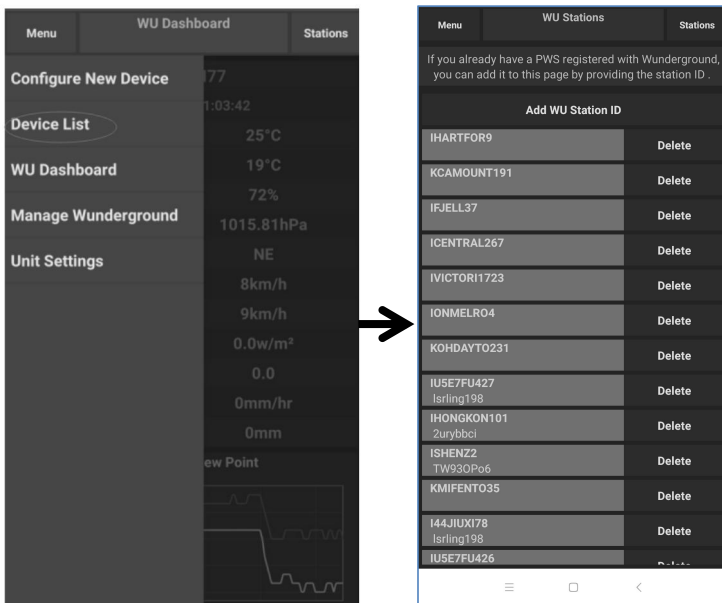 Menu
WU Dashboard
Stations
Configure New Device
177
1:03:42
Device List
25°C
WU Dashboard
19°C
72%
Manage Wunderground
1015.81hPa
Unit Settings
NE
8km/h
9km/h
0.0w/m²
0.0
0mm/hr
0mm
ew Point
Menu
WU Stations
Stations
If you already have a PWS registered with Wunderground,
you can add it to this page by providing the station ID .
Add WU Station ID
IHARTFOR9
Delete
KCAMOUNT191
Delete
IFJELL37
Delete
ICENTRAL267
Delete
IVICTORI1723
Delete
IONMELRO4
Delete
KOHDAYTO231
Delete
IU5E7FU427
lsrling198
Delete
IHONGKON101
2urybbci
Delete
ISHENZ2
TW93OPo6
Delete
KMIFENTO35
Delete
I44JIUXI78
lsrling198
Delete
IU5E7FU426
Delete